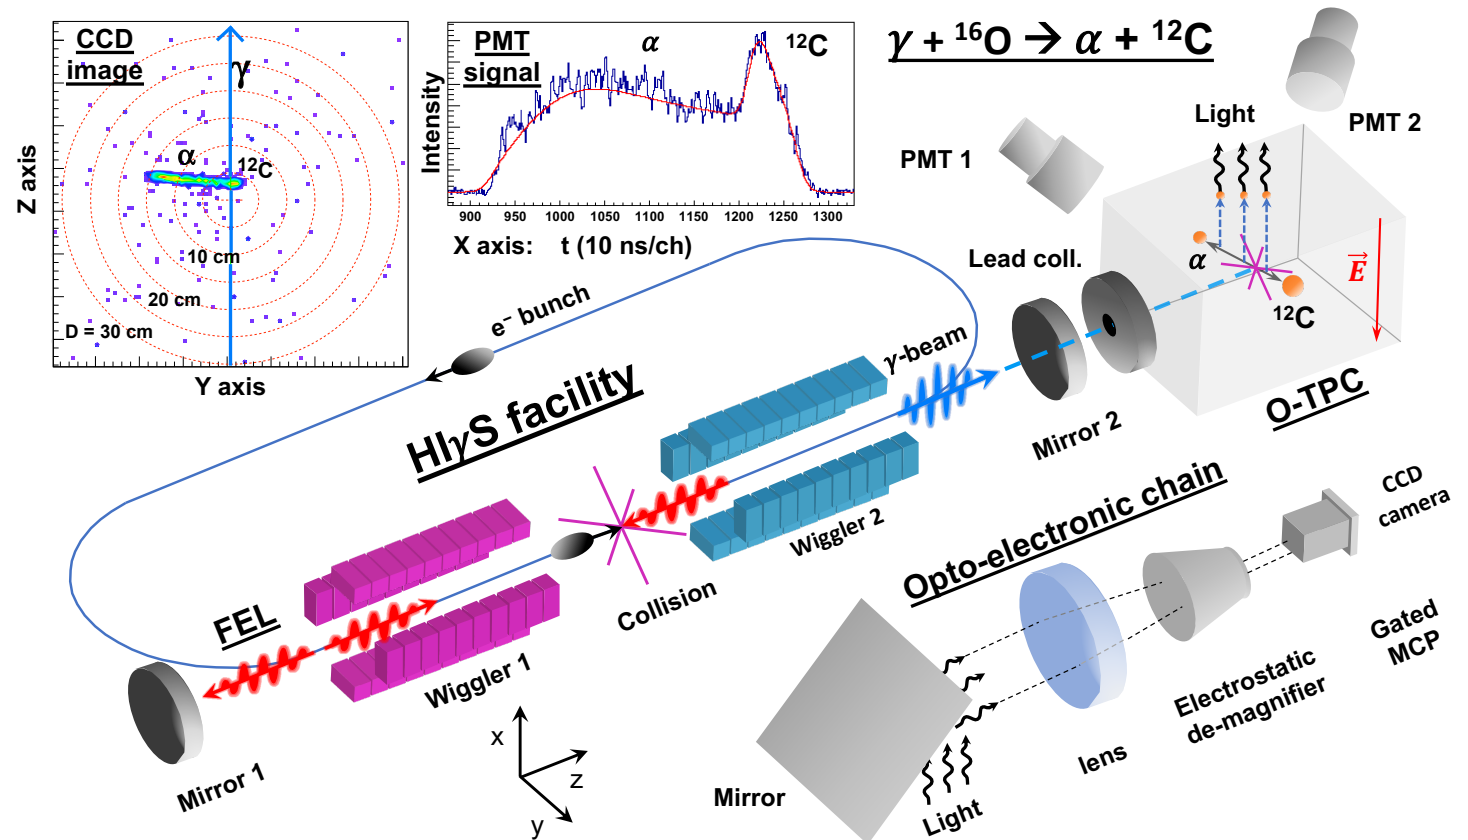 CCD
image
γ
α
¹²C
10 cm
20 cm
D = 30 cm
Z axis
Y axis
PMT
signal
α
¹²C
Intensity
900 950 1000 1050 1100 1150 1200 1250 1300
X axis: t (10 ns/ch)
γ + ¹⁶O → α + ¹²C
Light
PMT 2
PMT 1
Lead coll.
α
¹²C
E
O-TPC
e⁻ bunch
γ-beam
Mirror 2
HIγS facility
Wiggler 2
Collision
FEL
Wiggler 1
Mirror 1
x
z
y
Opto-electronic chain
CCD
camera
Gated
MCP
Electrostatic
de-magnifier
lens
Mirror
Light